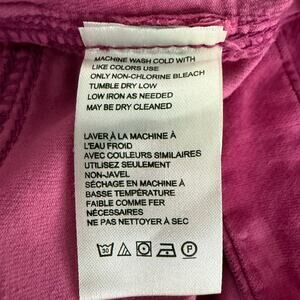 MACHINE WASH COLD WITH
LIKE COLORS USE
ONLY NON-CHLORINE BLEACH
TUMBLE DRY LOW
LOW IRON AS NEEDED
MAY BE DRY CLEANED
LAVER À LA MACHINE À
L'EAU FROID
AVEC COULEURS SIMILAIRES
UTILISEZ SEULEMENT
NON-JAVEL
SÉCHAGE EN MACHINE À
BASSE TEMPÉRATURE
FAIBLE COMME FER
NÉCESSAIRES
NE PAS NETTOYER À SEC
30 P